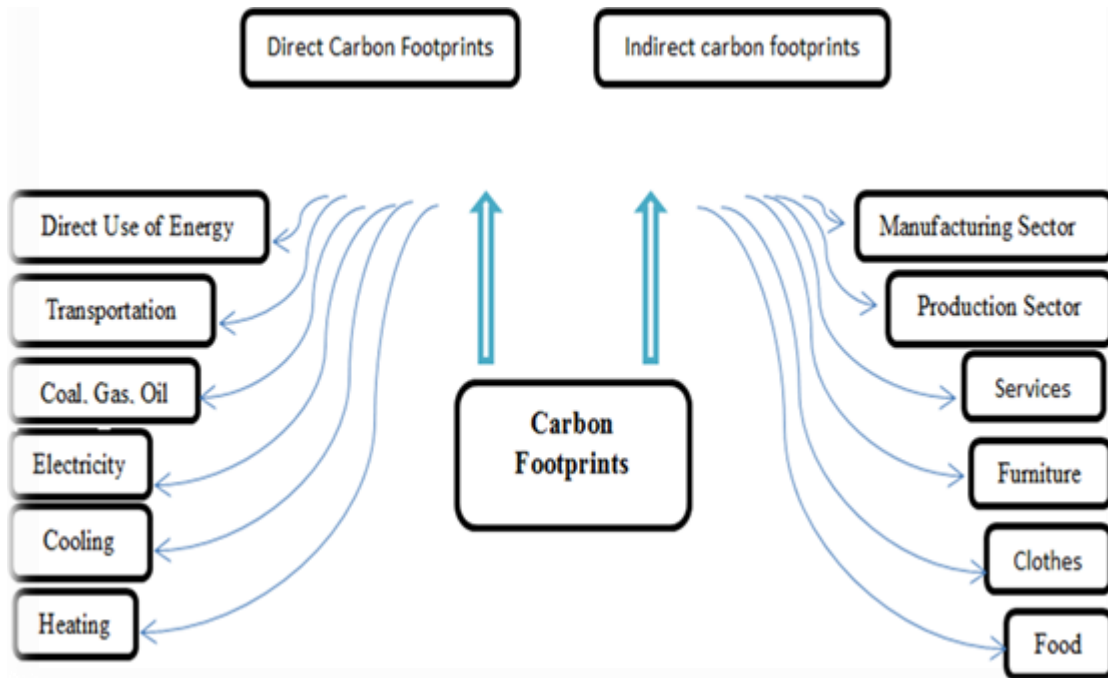 Direct Carbon Footprints
Indirect carbon footprints
Direct Use of Energy
Transportation
Coal. Gas. Oil
Electricity
Cooling
Heating
Carbon
Footprints
Manufacturing Sector
Production Sector
Services
Furniture
Clothes
Food